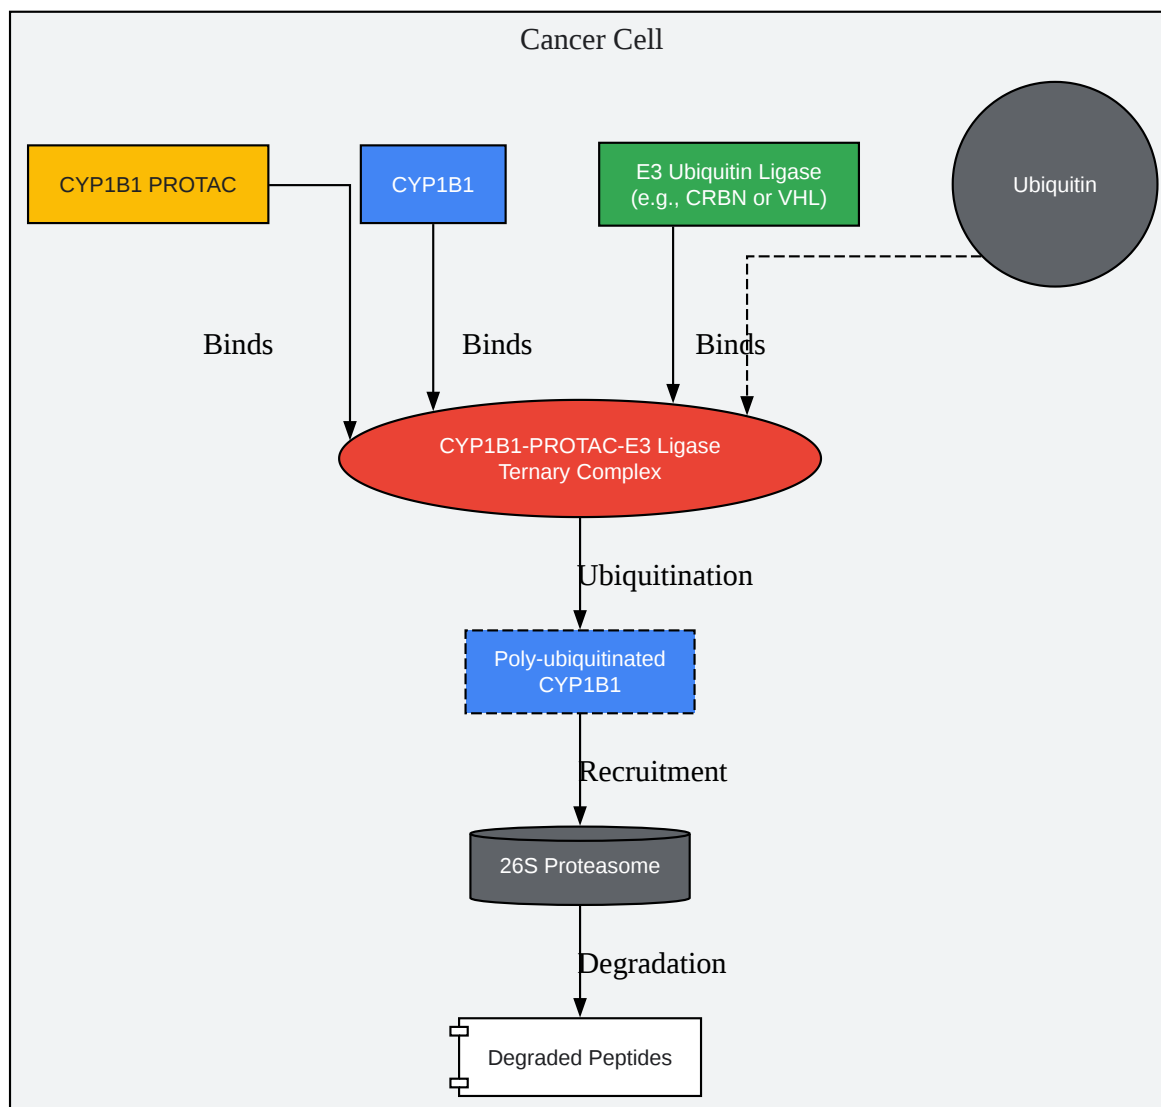 Cancer Cell
CYP1B1 PROTAC
CYP1B1
E3 Ubiquitin Ligase
(e.g., CRBN or VHL)
Ubiquitin
Binds
Binds
Binds
CYP1B1-PROTAC-E3 Ligase
Ternary Complex
Ubiquitination
Poly-ubiquitinated
CYP1B1
Recruitment
26S Proteasome
Degradation
Degraded Peptides